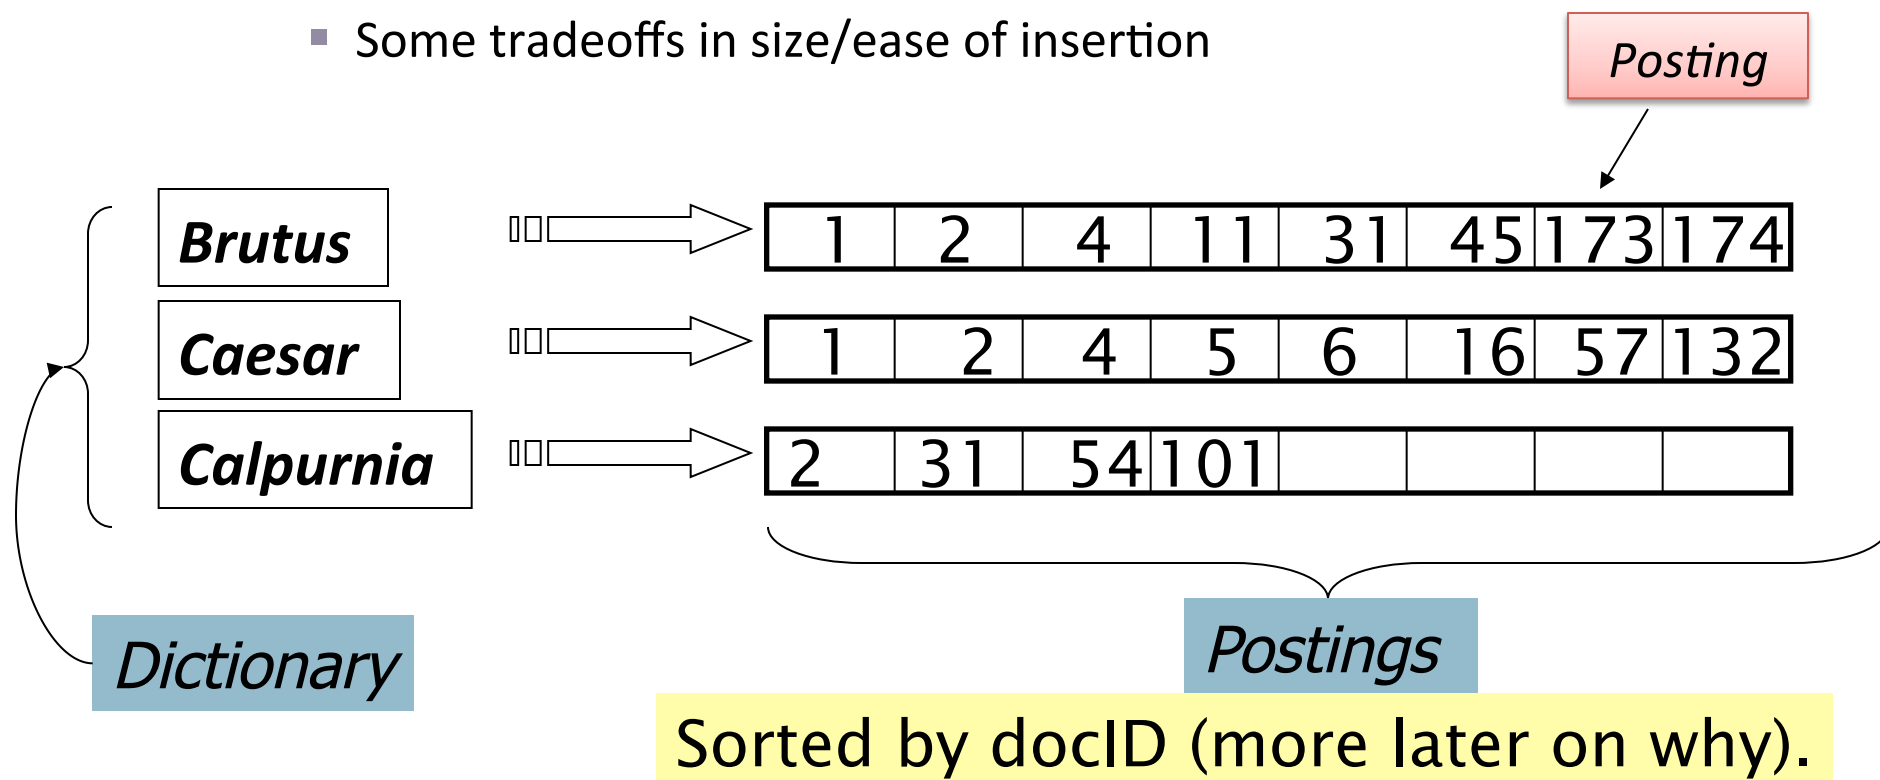 Some tradeoffs in size/ease of insertion
Posting
Brutus 1 2 4 11 31 45 173 174
Caesar 1 2 4 5 6 16 57 132
Calpurnia 2 31 54 101
Dictionary
Postings
Sorted by docID (more later on why).